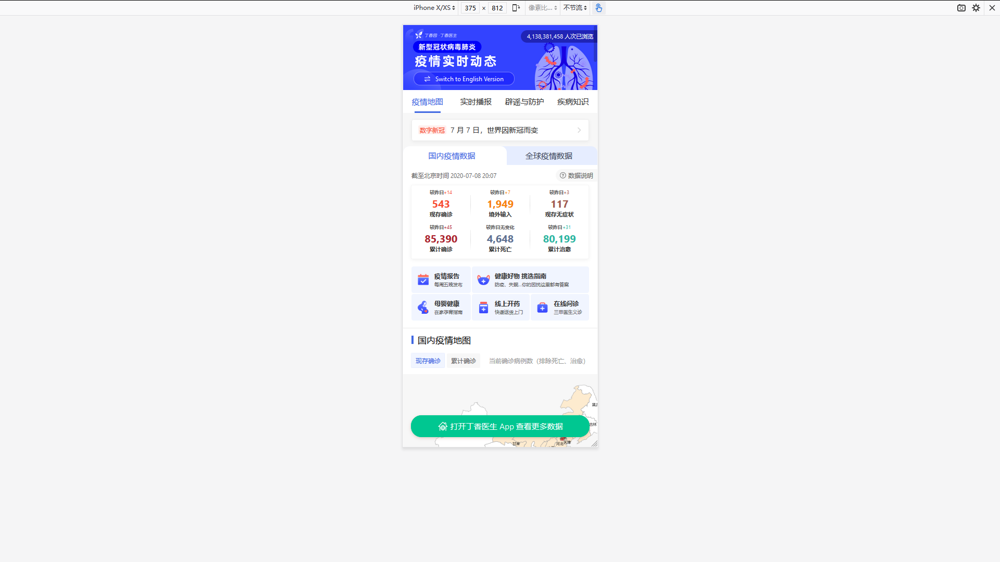 iPhone X/XS 375 × 812 像素比... 不节流
丁香园·丁香医生
4,138,381,458 人次已浏览
新型冠状病毒肺炎
疫情实时动态
Switch to English Version
疫情地图 实时播报 辟谣与防护 疾病知识
数字新冠 7 月 7 日，世界因新冠而变
国内疫情数据 全球疫情数据
截至北京时间 2020-07-08 20:07 数据说明
较昨日+14 较昨日+7 较昨日+3
543 1,949 117
现存确诊 境外输入 现存无症状
较昨日+45 较昨日无变化 较昨日+31
85,390 4,648 80,199
累计确诊 累计死亡 累计治愈
疫情报告 健康好物 挑选指南
每周五晚发布 防疫、失眠...你的困扰这里都有答案
母婴健康 线上开药 在线问诊
在家孕育指南 快递送货上门 三甲医生义诊
国内疫情地图
现存确诊 累计确诊 当前确诊病例数（排除死亡、治愈）
黑龙
吉林
打开丁香医生 App 查看更多数据
甘肃 河北 天津